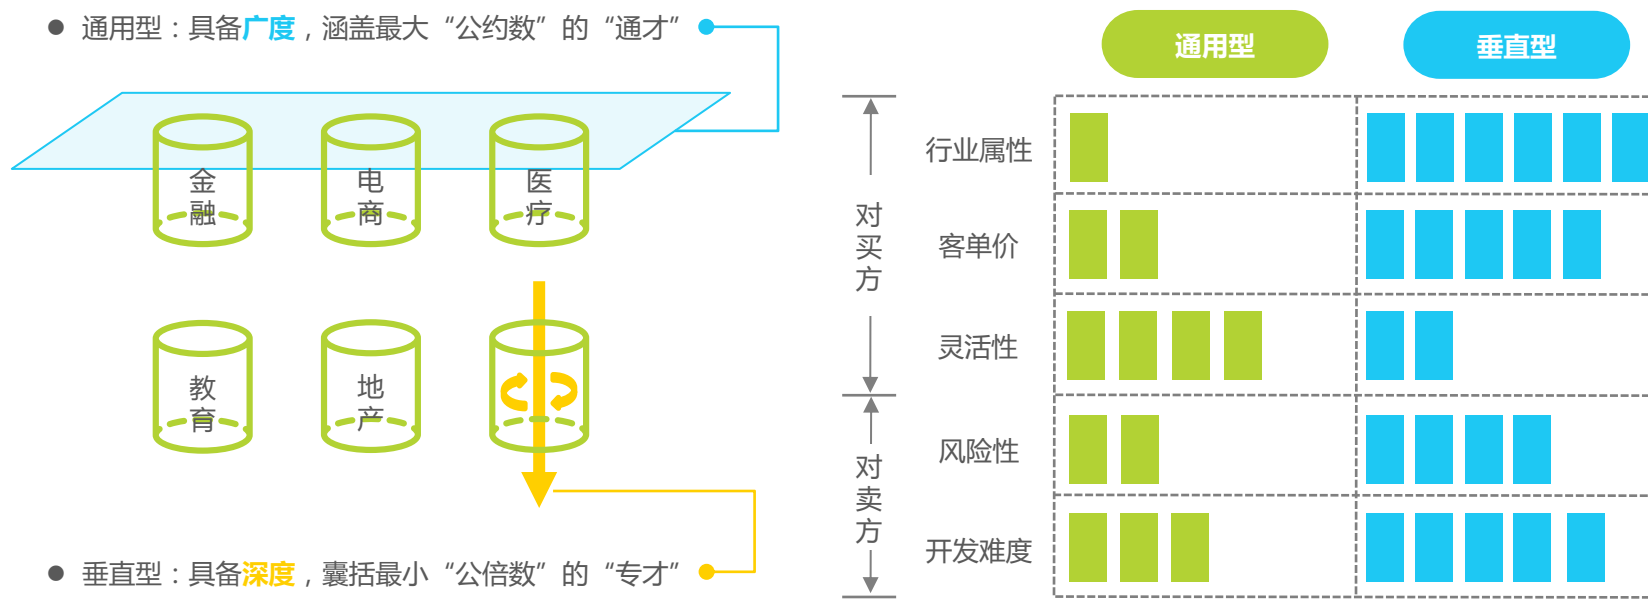 通用型：具备广度，涵盖最大“公约数”的“通才”
金融
电商
医疗
教育
地产
垂直型：具备深度，囊括最小“公倍数”的“专才”
通用型
垂直型
对买方
行业属性
客单价
灵活性
对卖方
风险性
开发难度